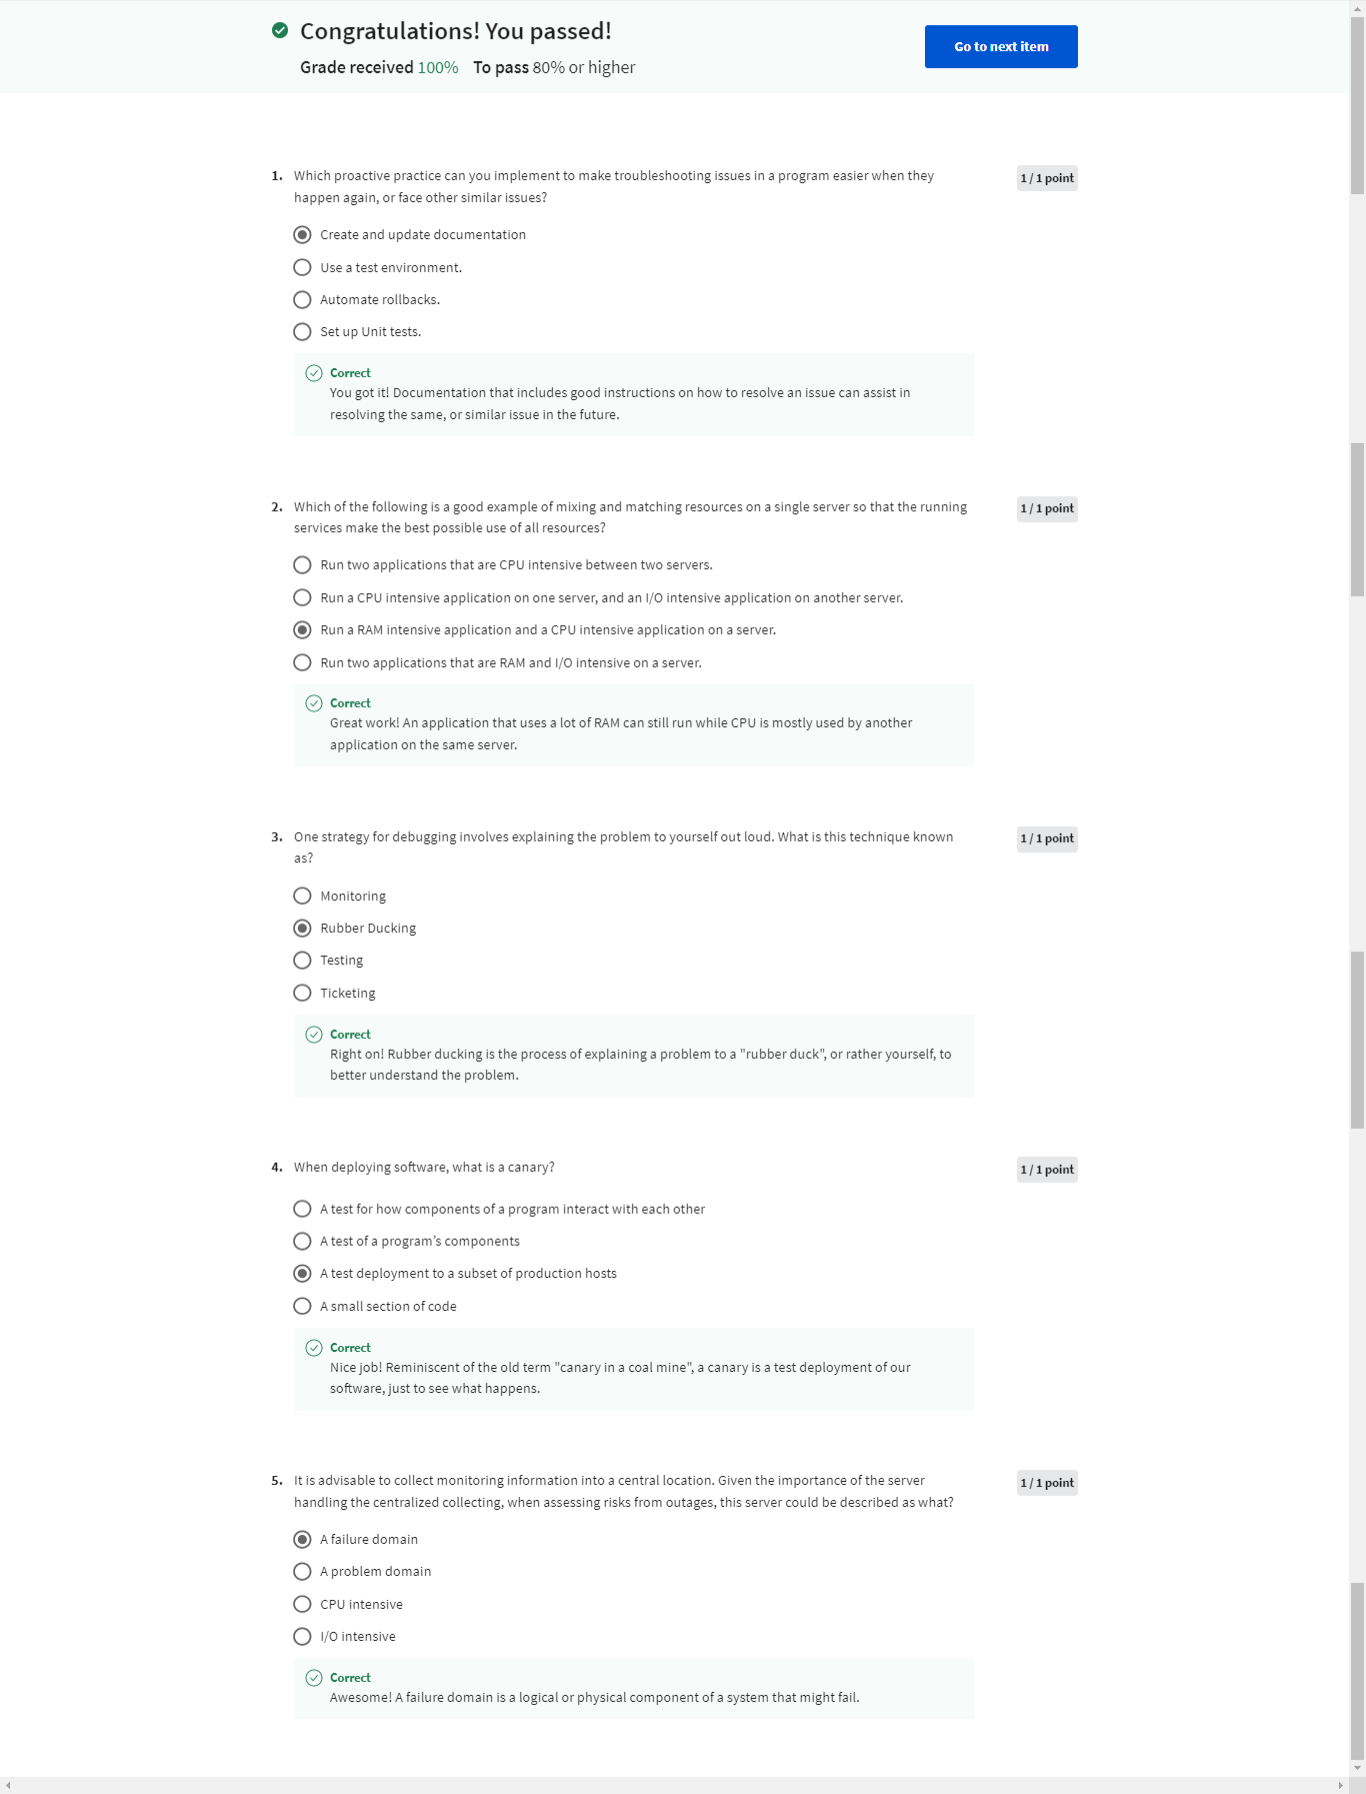 Congratulations! You passed!
Go to next item
Grade received 100% To pass 80% or higher
1. Which proactive practice can you implement to make troubleshooting issues in a program easier when they
happen again, or face other similar issues?
1 / 1 point
Create and update documentation
Use a test environment.
Automate rollbacks.
Set up Unit tests.
Correct
You got it! Documentation that includes good instructions on how to resolve an issue can assist in
resolving the same, or similar issue in the future.
2. Which of the following is a good example of mixing and matching resources on a single server so that the running
services make the best possible use of all resources?
1 / 1 point
Run two applications that are CPU intensive between two servers.
Run a CPU intensive application on one server, and an I/O intensive application on another server.
Run a RAM intensive application and a CPU intensive application on a server.
Run two applications that are RAM and I/O intensive on a server.
Correct
Great work! An application that uses a lot of RAM can still run while CPU is mostly used by another
application on the same server.
3. One strategy for debugging involves explaining the problem to yourself out loud. What is this technique known
as?
1 / 1 point
Monitoring
Rubber Ducking
Testing
Ticketing
Correct
Right on! Rubber ducking is the process of explaining a problem to a "rubber duck", or rather yourself, to
better understand the problem.
4. When deploying software, what is a canary?
1 / 1 point
A test for how components of a program interact with each other
A test of a program's components
A test deployment to a subset of production hosts
A small section of code
Correct
Nice job! Reminiscent of the old term "canary in a coal mine", a canary is a test deployment of our
software, just to see what happens.
5. It is advisable to collect monitoring information into a central location. Given the importance of the server
handling the centralized collecting, when assessing risks from outages, this server could be described as what?
1 / 1 point
A failure domain
A problem domain
CPU intensive
I/O intensive
Correct
Awesome! A failure domain is a logical or physical component of a system that might fail.